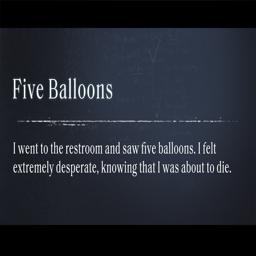 Five Balloons
I went to the restroom and saw five balloons. I felt
extremely desperate, knowing that I was about to die.